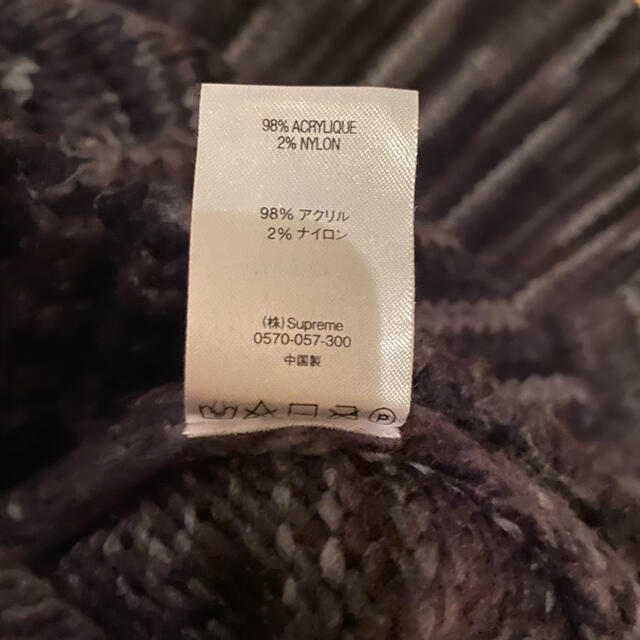 98% ACRYLIQUE
2% NYLON
98% アクリル
2% ナイロン
(株)Supreme
0570-057-300
中国製
P